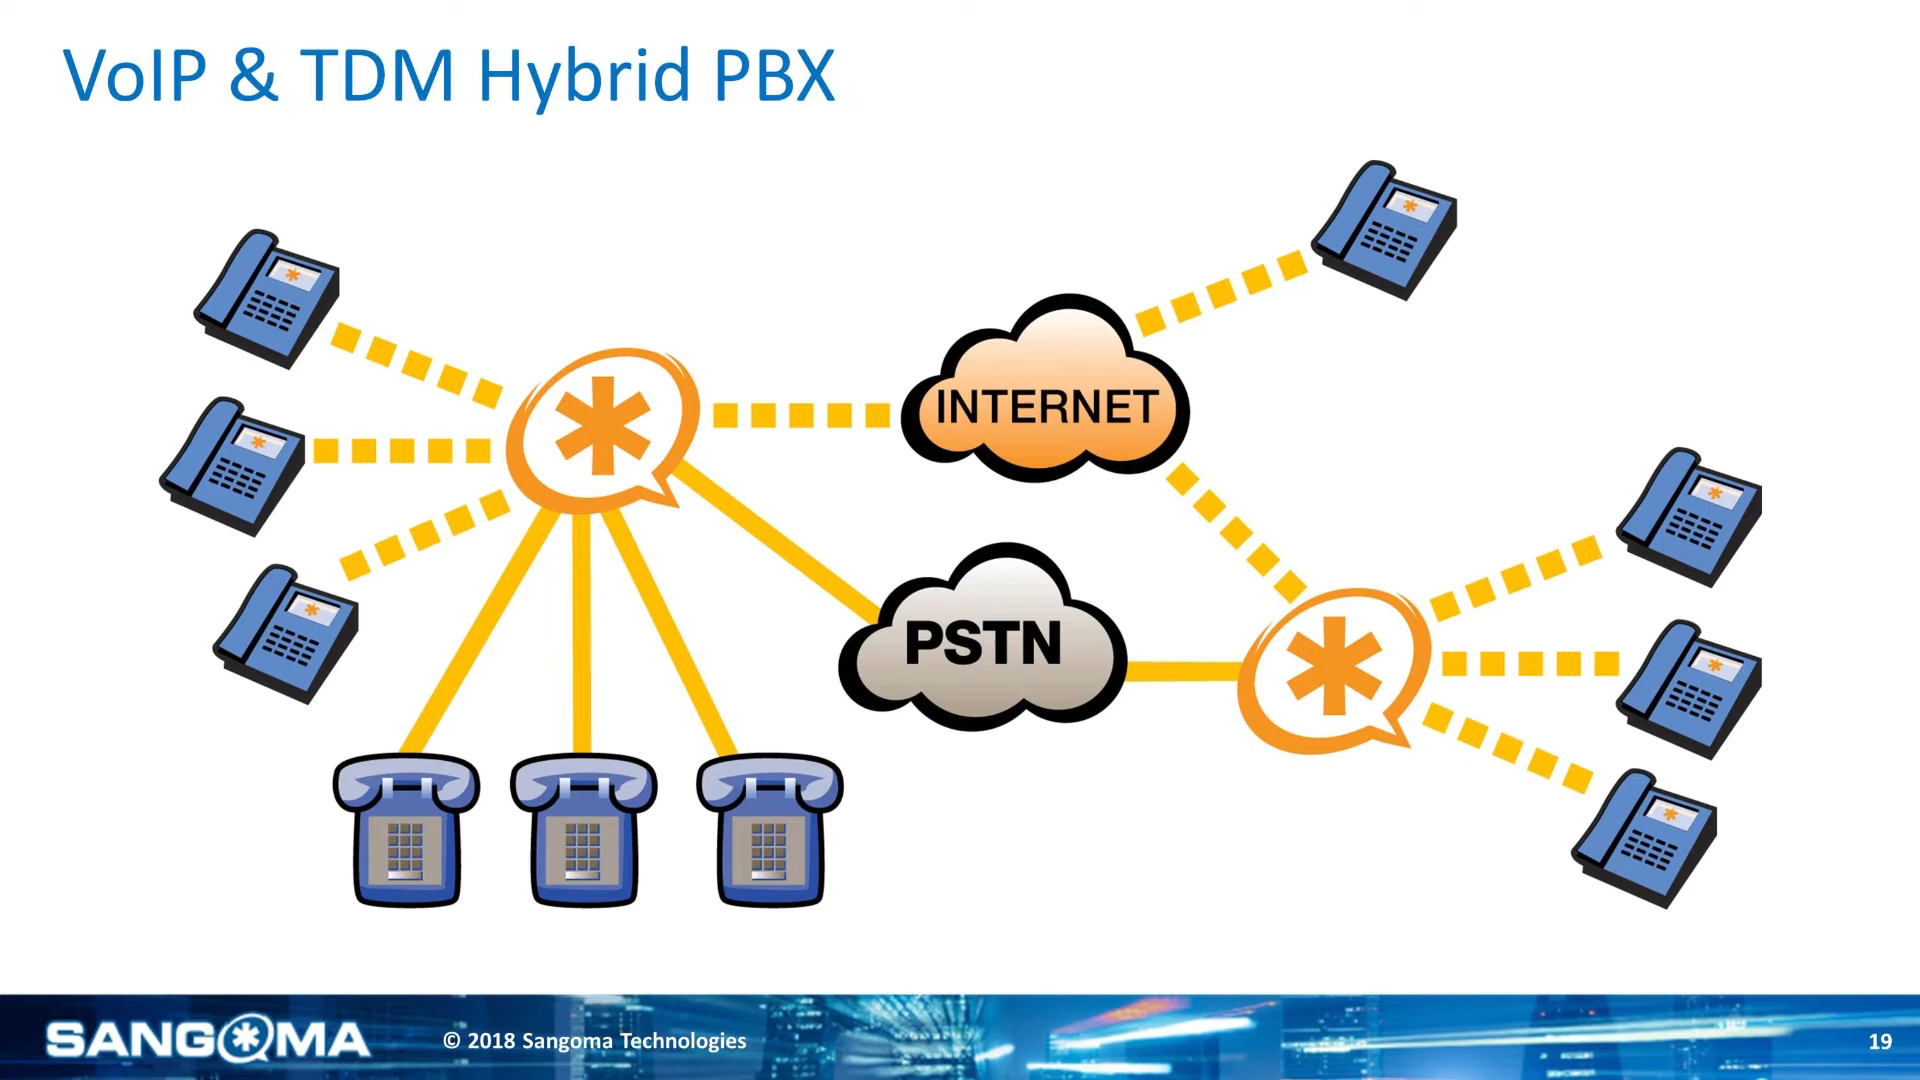 VoIP & TDM Hybrid PBX
INTERNET
PSTN
SANGOMA
© 2018 Sangoma Technologies
19